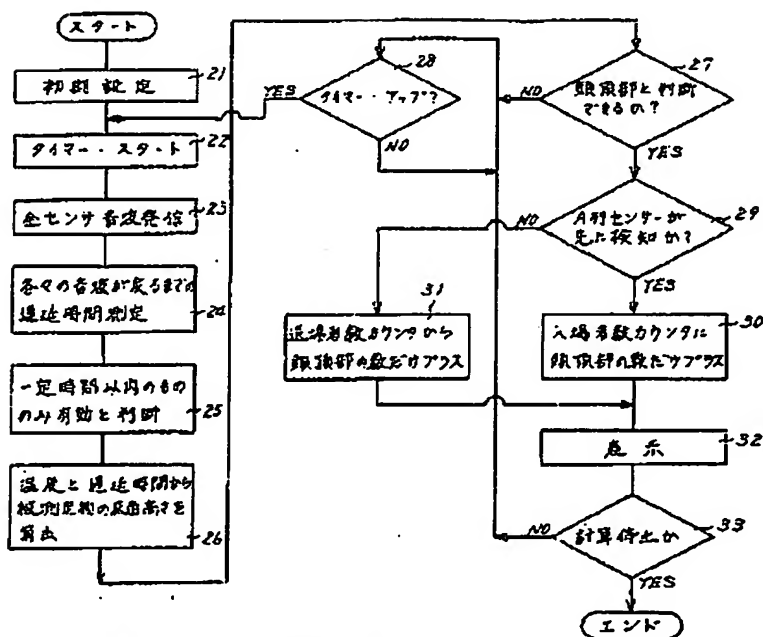 スタート
初期設定
21
タイマー・スタート
22
全センサ音波発信
23
各々の音波が戻るまでの
遅延時間測定
24
一定時間以内のもの
のみ有効と判断
25
温度と遅延時間から
被測定物の反面高さを
算出
26
頭頂部と判断
できるの?
27
NO
YES
タイマー・アップ?
28
YES
NO
A列センサーが
先に検知か?
29
NO
YES
入場者数カウンタに
頭頂部の数だけプラス
30
退場者数カウンタから
頭頂部の数だけプラス
31
表示
32
計算停止か
33
NO
YES
エンド